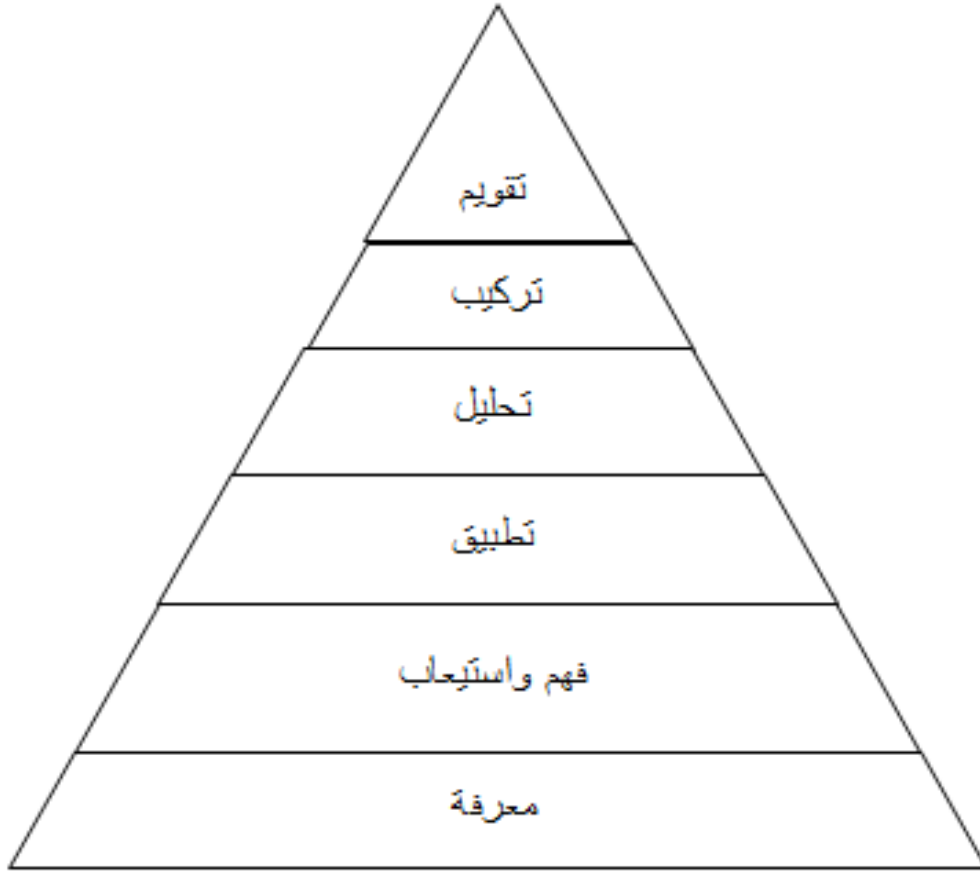 تقويم
تركيب
تحليل
تطبيق
فهم واستيعاب
معرفة